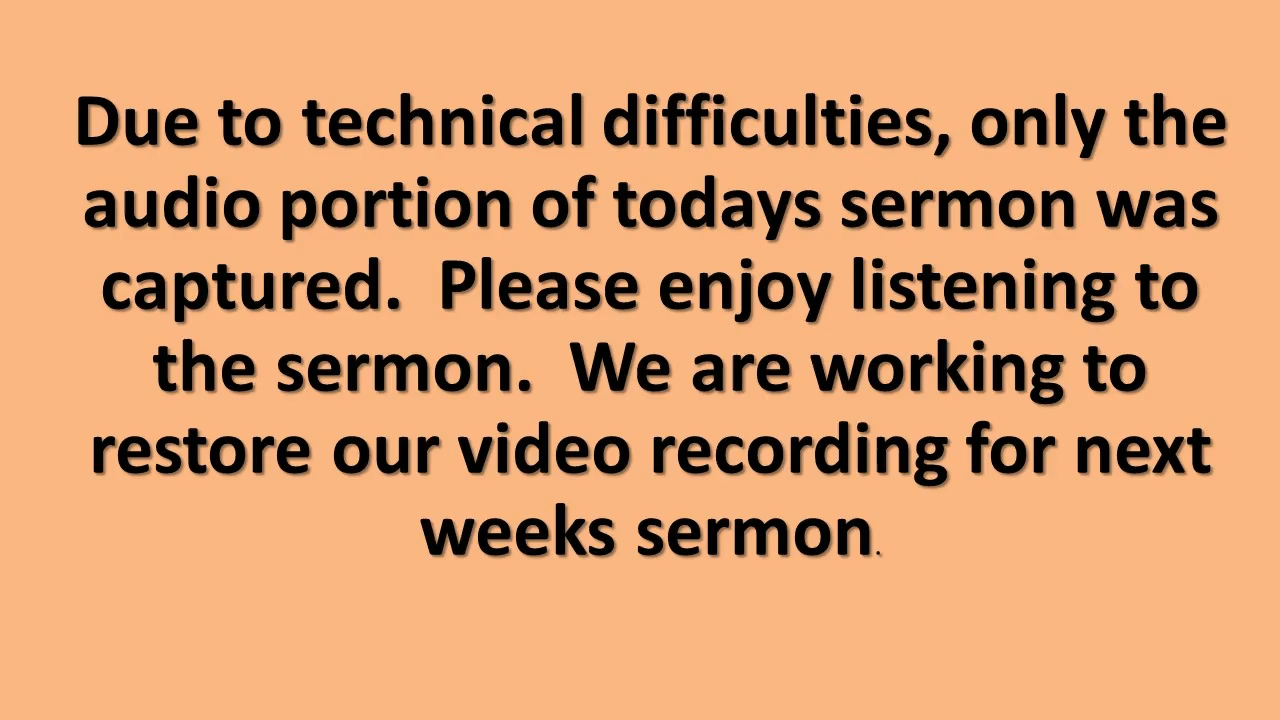 Due to technical difficulties, only the
audio portion of todays sermon was
captured.  Please enjoy listening to
the sermon.  We are working to
restore our video recording for next
weeks sermon.